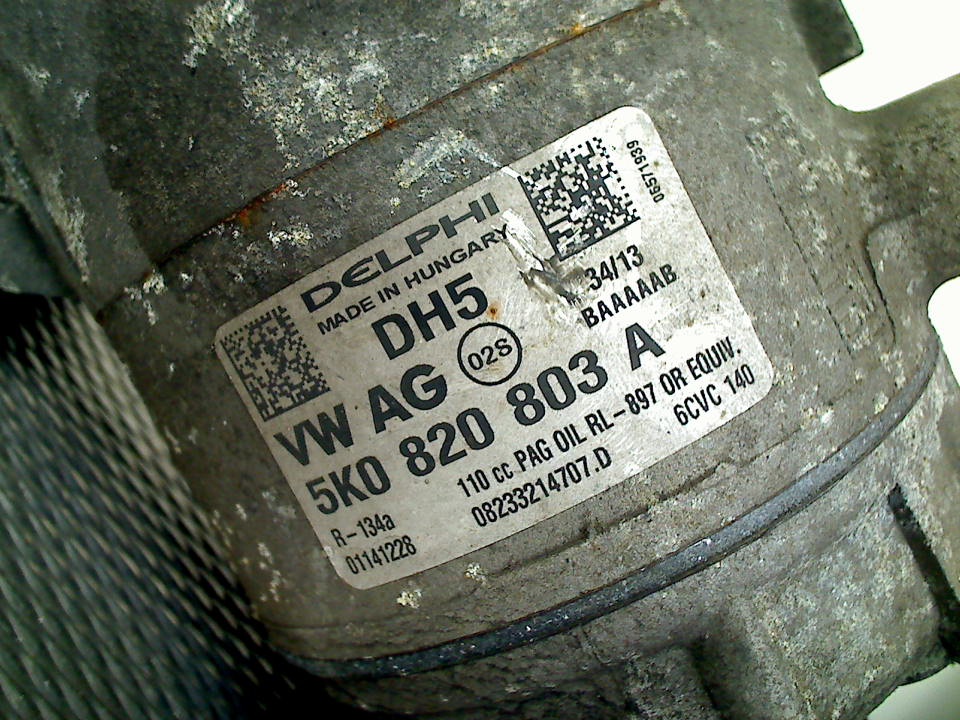 DELPHI
MADE IN HUNGARY
06571939
DH5
34/13
BAAAAAB
VW AG 02S
5K0 820 803 A
110 cc PAG OIL RL-897 OR EQUIV.
R-134a
08233214707.D
6CVC 140
01141228